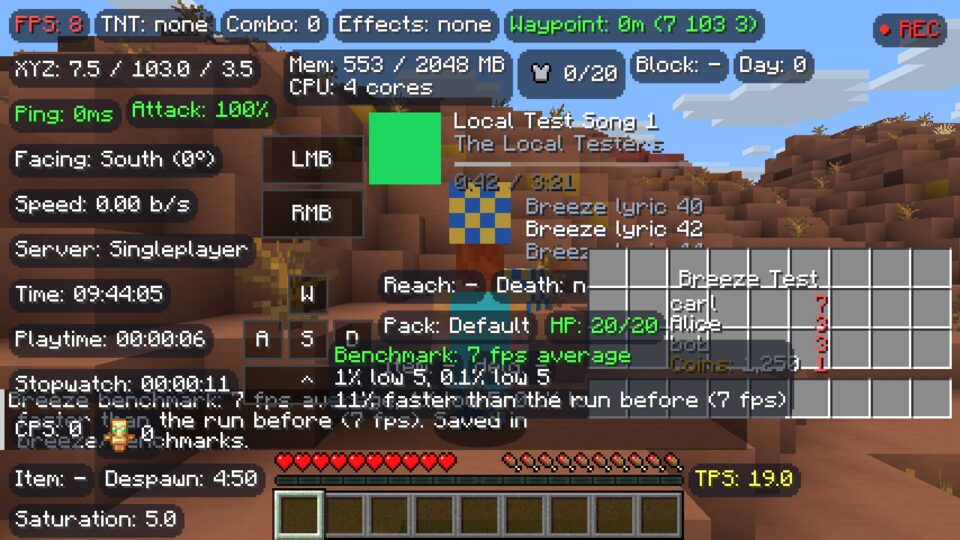 FPS: 8
TNT: none
Combo: 0
Effects: none
Waypoint: 0m (7 103 3)
REC
XYZ: 7.5 / 103.0 / 3.5
Mem: 553 / 2048 MB
CPU: 4 cores
0/20
Block: -
Day: 0
Ping: 0ms
Attack: 100%
Local Test Song 1
The Local Testers
0:42 / 3:21
Facing: South (0°)
LMB
RMB
Breeze lyric 40
Breeze lyric 42
Breeze lyric
Speed: 0.00 b/s
Server: Singleplayer
Time: 09:44:05
W
A
S
D
^
Reach: -
Death:
Breeze Test
carl 7
Alice 3
bob 3
Coins: 1,250 1
Playtime: 00:00:06
Pack: Default
HP: 20/20
Benchmark: 7 fps average
1% low 5, 0.1% low 5
11% faster than the run before (7 fps)
Stopwatch: 00:00:11
Breeze benchmark: 7 fps
faster than the run before (7 fps). Saved in
breeze/benchmarks.
CPS: 0
0
Item: -
Despawn: 4:50
TPS: 19.0
Saturation: 5.0